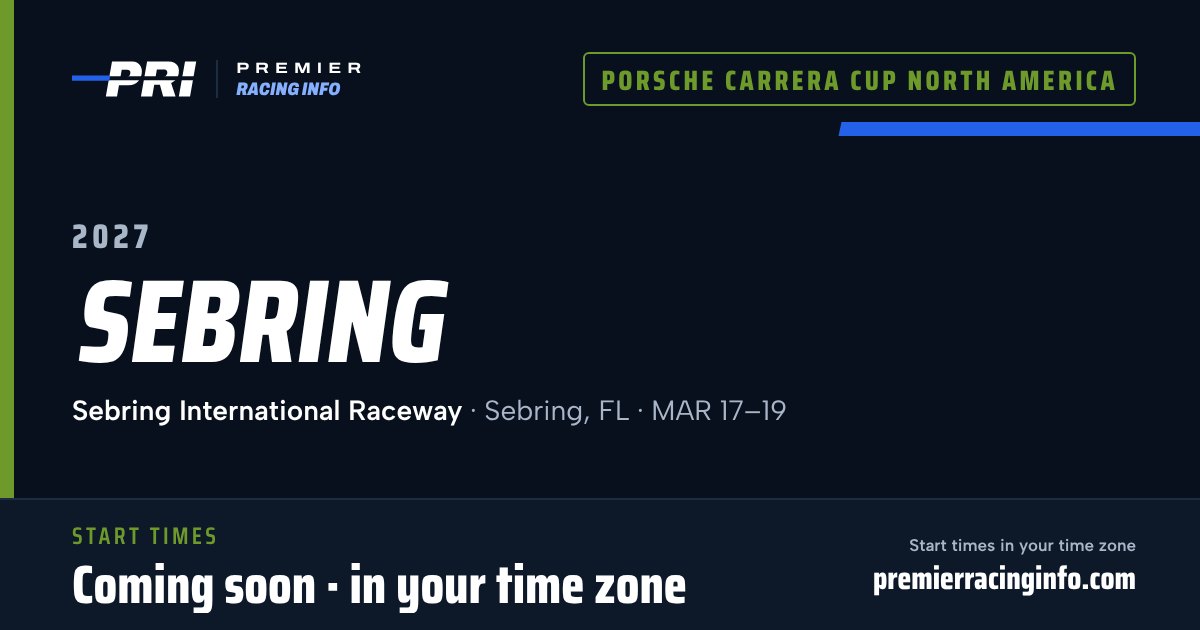 PRI
PREMIER
RACING INFO
PORSCHE CARRERA CUP NORTH AMERICA
2027
SEBRING
Sebring International Raceway · Sebring, FL · MAR 17–19
START TIMES
Coming soon · in your time zone
Start times in your time zone
premierracinginfo.com